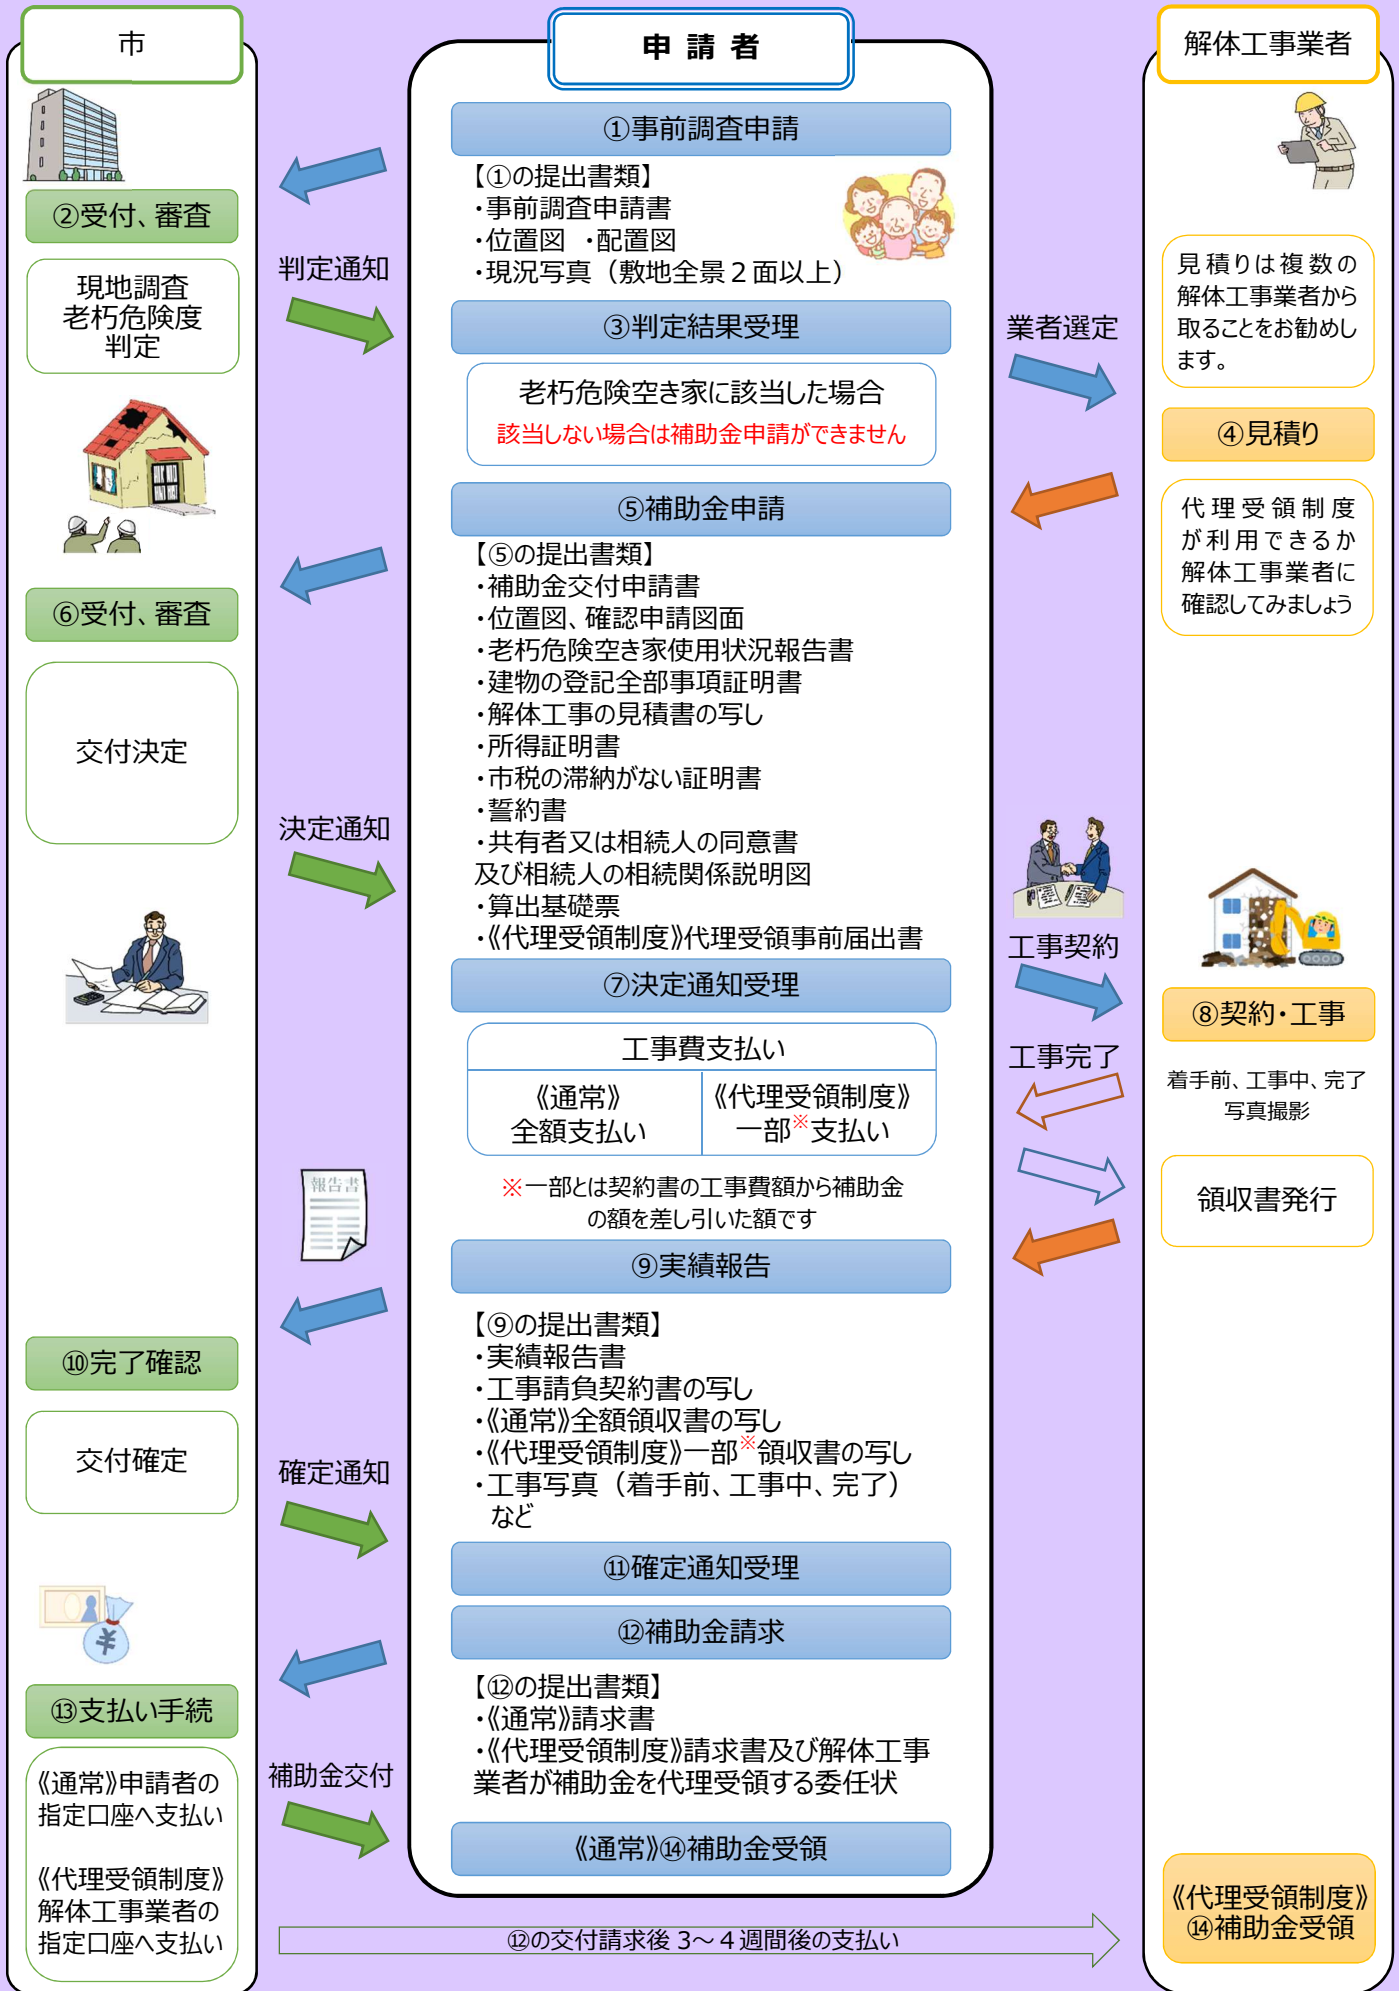 市
申請者
解体工事業者
①事前調査申請
【①の提出書類】
・事前調査申請書
・位置図 ・配置図
・現況写真（敷地全景２面以上）
②受付、審査
現地調査
老朽危険度
判定
判定通知
③判定結果受理
老朽危険空き家に該当した場合
該当しない場合は補助金申請ができません
業者選定
見積りは複数の
解体工事業者から
取ることをお勧めし
ます。
④見積り
代理受領制度
が利用できるか
解体工事業者に
確認してみましょう
⑤補助金申請
【⑤の提出書類】
・補助金交付申請書
・位置図、確認申請図面
・老朽危険空き家使用状況報告書
・建物の登記全部事項証明書
・解体工事の見積書の写し
・所得証明書
・市税の滞納がない証明書
・誓約書
・共有者又は相続人の同意書
及び相続人の相続関係説明図
・算出基礎票
・《代理受領制度》代理受領事前届出書
⑥受付、審査
交付決定
決定通知
⑦決定通知受理
工事契約
⑧契約・工事
工事完了
着手前、工事中、完了
写真撮影
工事費支払い
《通常》
全額支払い
《代理受領制度》
一部※支払い
※一部とは契約書の工事費額から補助金
の額を差し引いた額です
領収書発行
報告書
⑨実績報告
【⑨の提出書類】
・実績報告書
・工事請負契約書の写し
・《通常》全額領収書の写し
・《代理受領制度》一部※領収書の写し
・工事写真（着手前、工事中、完了）
など
⑩完了確認
交付確定
確定通知
⑪確定通知受理
⑫補助金請求
【⑫の提出書類】
・《通常》請求書
・《代理受領制度》請求書及び解体工事
業者が補助金を代理受領する委任状
¥
⑬支払い手続
《通常》申請者の
指定口座へ支払い
《代理受領制度》
解体工事業者の
指定口座へ支払い
補助金交付
《通常》⑭補助金受領
⑫の交付請求後３～４週間後の支払い
《代理受領制度》
⑭補助金受領